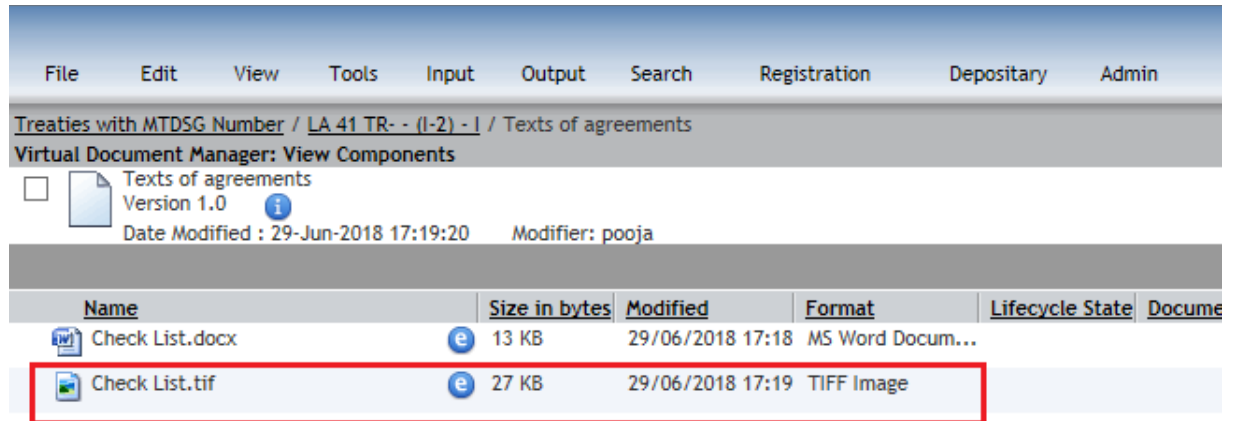 File Edit View Tools Input Output Search Registration Depositary Admin
Treaties with MTDSG Number / LA 41 TR- - (I-2) - I / Texts of agreements
Virtual Document Manager: View Components
Texts of agreements
Version 1.0
Date Modified : 29-Jun-2018 17:19:20 Modifier: pooja
Name Size in bytes Modified Format Lifecycle State Docume
Check List.docx e 13 KB 29/06/2018 17:18 MS Word Docum...
Check List.tif e 27 KB 29/06/2018 17:19 TIFF Image